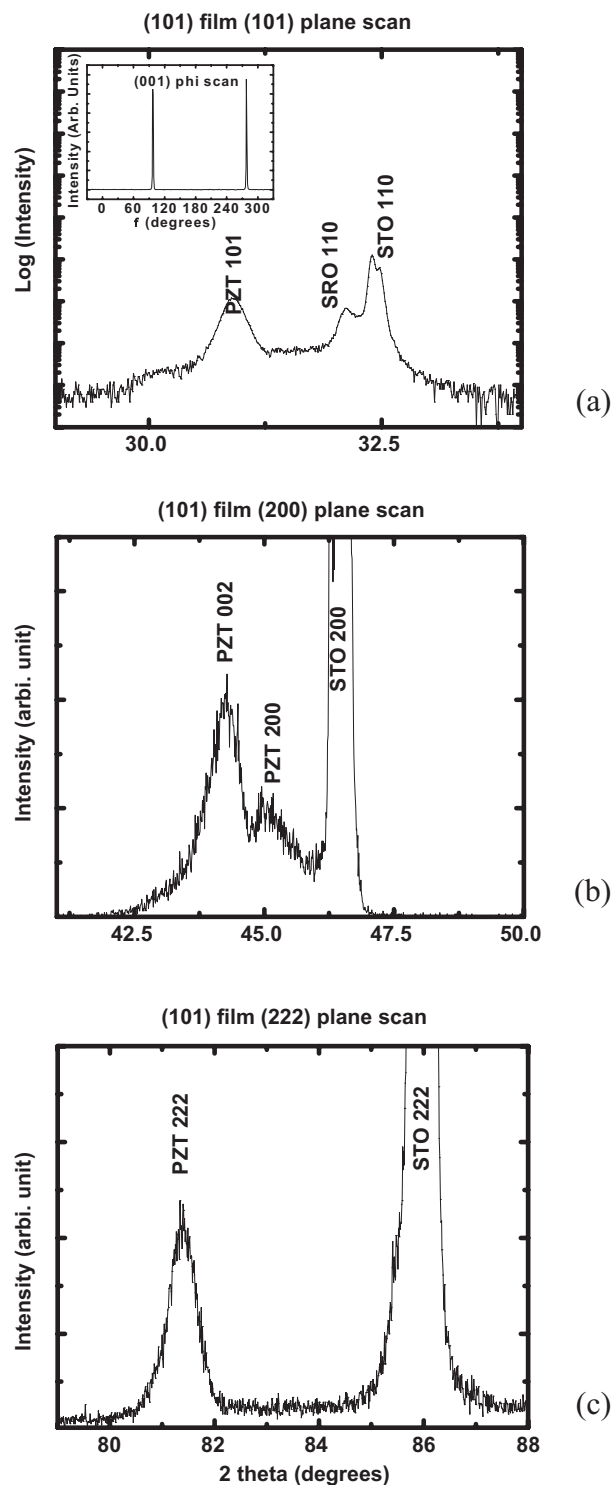 (101) film (101) plane scan
Log (Intensity)
Intensity (Arb. Units)
(001) phi scan
0 60 120 180 240 300
f (degrees)
PZT 101
SRO 110
STO 110
30.0 32.5
(a)
(101) film (200) plane scan
Intensity (arbi. unit)
PZT 002
PZT 200
STO 200
42.5 45.0 47.5 50.0
(b)
(101) film (222) plane scan
Intensity (arbi. unit)
PZT 222
STO 222
80 82 84 86 88
2 theta (degrees)
(c)